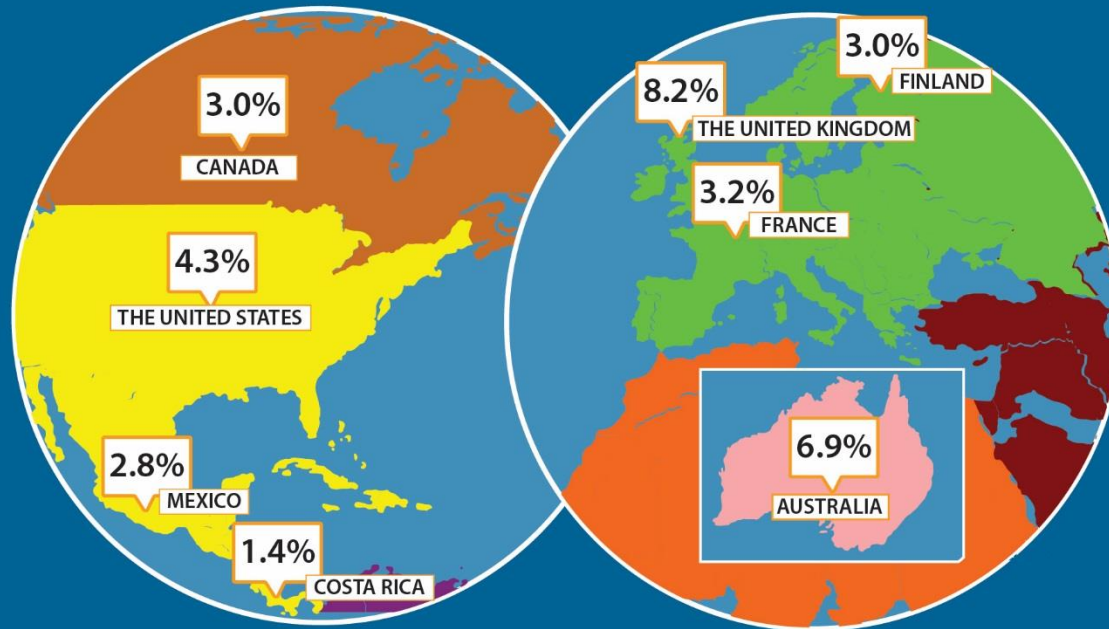 3.0%
CANADA
4.3%
THE UNITED STATES
2.8%
MEXICO
1.4%
COSTA RICA
3.0%
FINLAND
8.2%
THE UNITED KINGDOM
3.2%
FRANCE
6.9%
AUSTRALIA